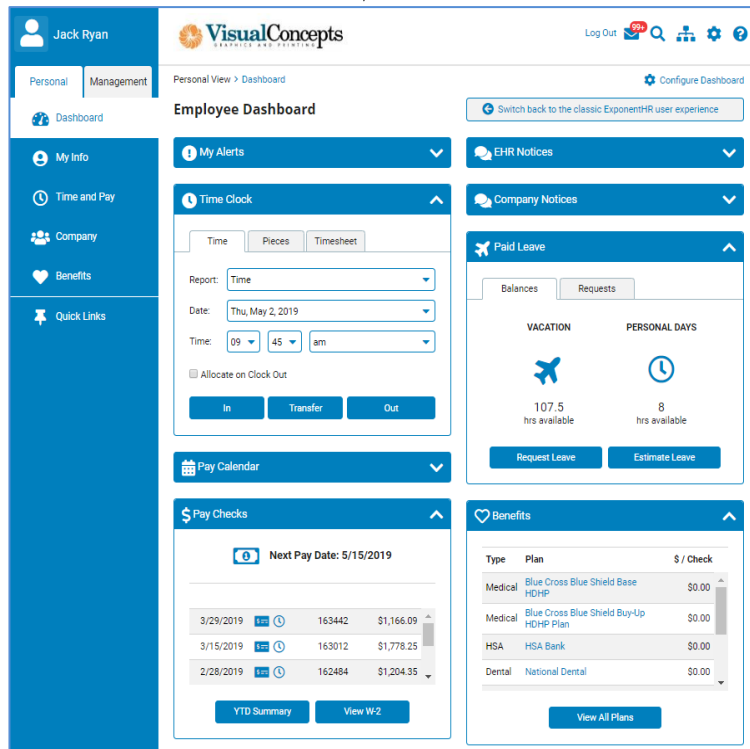 Jack Ryan
VisualConcepts
GRAPHICS AND PRINTING
Log Out
99+
Personal
Management
Dashboard
My Info
Time and Pay
Company
Benefits
Quick Links
Personal View > Dashboard
Configure Dashboard
Employee Dashboard
Switch back to the classic ExponentHR user experience
My Alerts
Time Clock
Time Pieces Timesheet
Report: Time
Date: Thu, May 2, 2019
Time: 09 45 am
Allocate on Clock Out
In Transfer Out
Pay Calendar
Pay Checks
Next Pay Date: 5/15/2019
3/29/2019 163442 $1,166.09
3/15/2019 163012 $1,778.25
2/28/2019 162484 $1,204.35
YTD Summary View W-2
EHR Notices
Company Notices
Paid Leave
Balances Requests
VACATION PERSONAL DAYS
107.5 8
hrs available hrs available
Request Leave Estimate Leave
Benefits
Type Plan $ / Check
Medical Blue Cross Blue Shield Base HDHP $0.00
Medical Blue Cross Blue Shield Buy-Up HDHP Plan $0.00
HSA HSA Bank $0.00
Dental National Dental $0.00
View All Plans